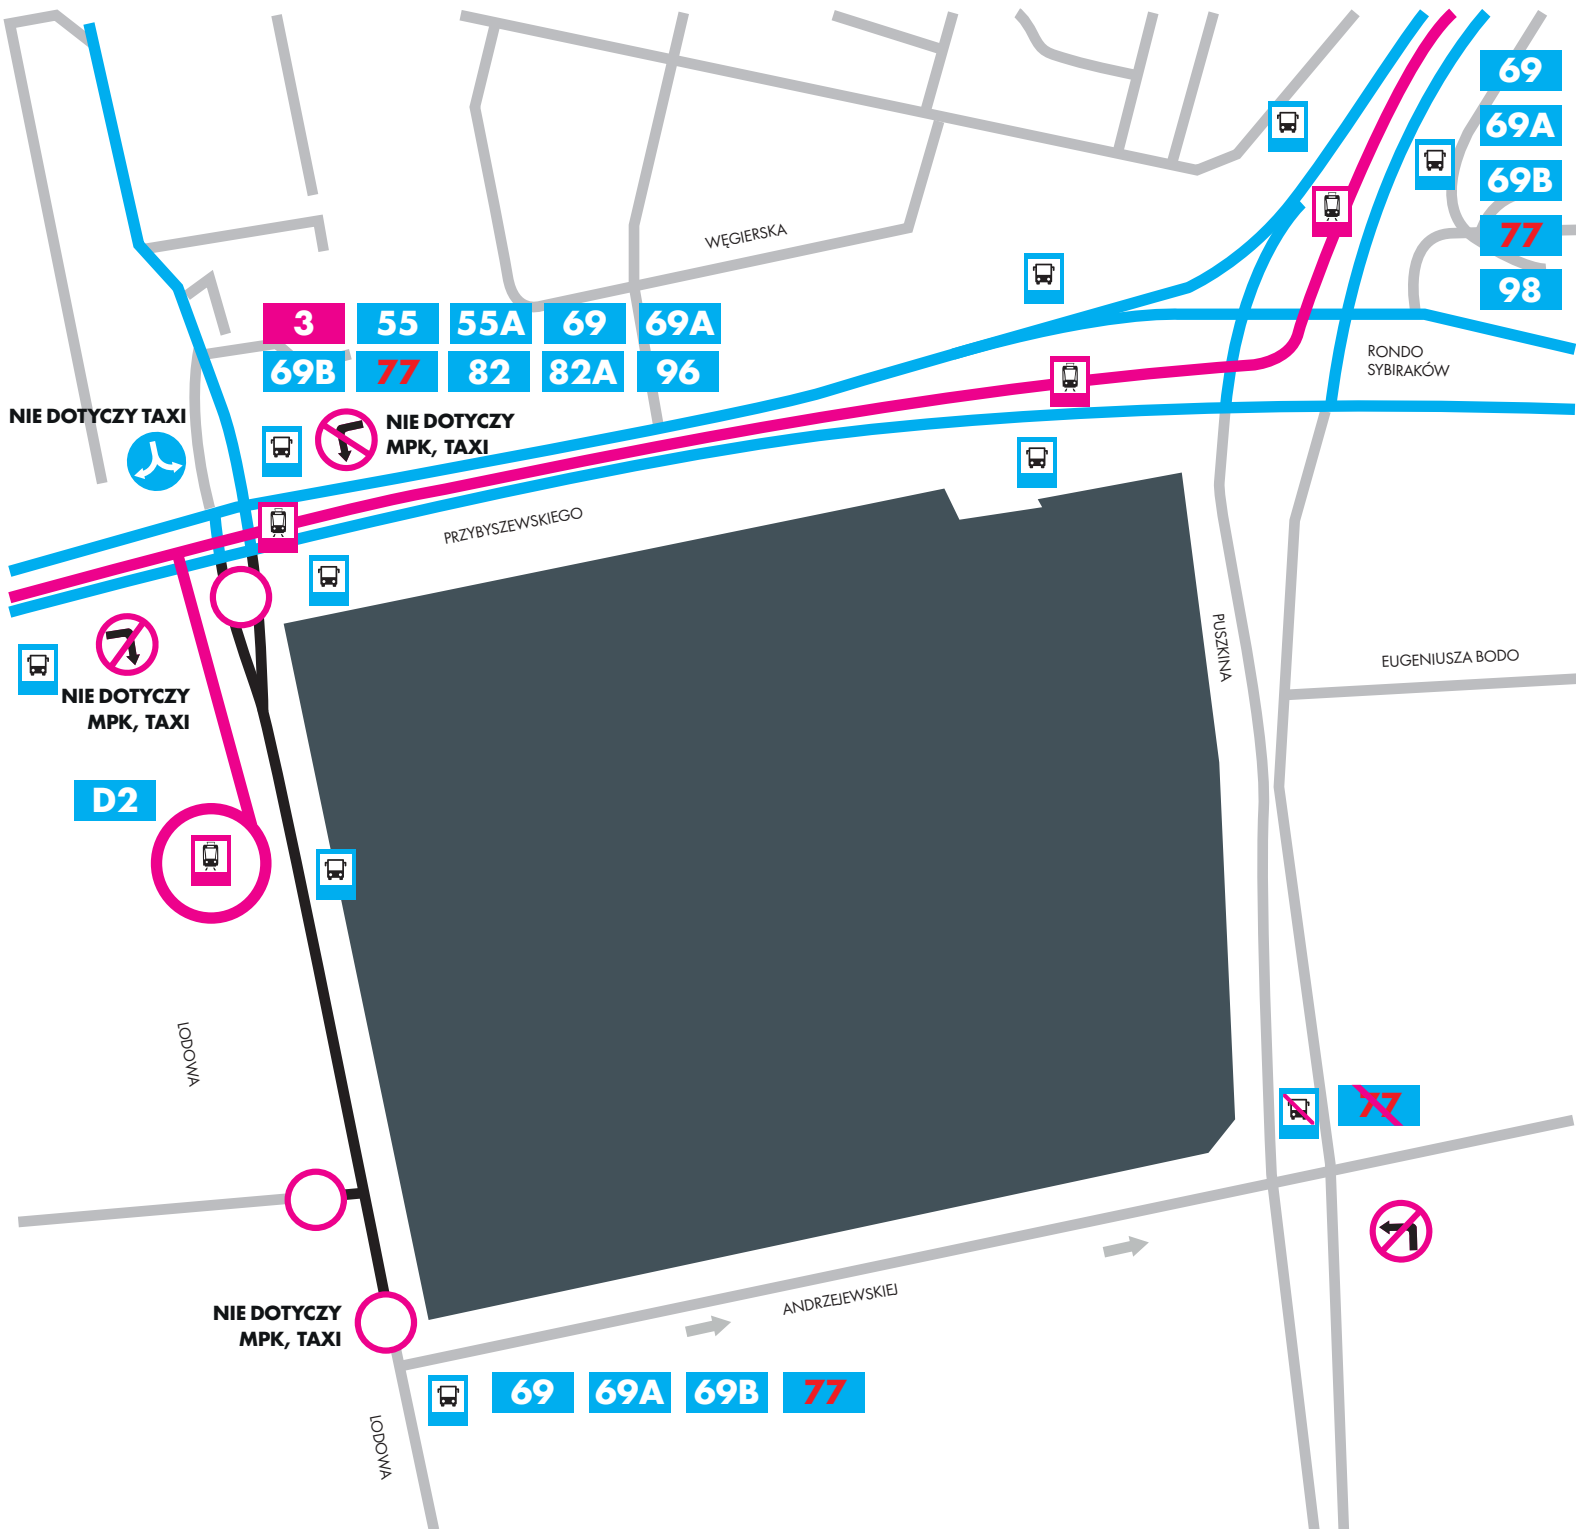 69
69A
69B
77
98
WĘGIERSKA
3 55 55A 69 69A
69B 77 82 82A 96
RONDO
SYBIRAKÓW
NIE DOTYCZY TAXI
NIE DOTYCZY
MPK, TAXI
PRZYBYSZEWSKIEGO
PUSZKINA
EUGENIUSZA BODO
NIE DOTYCZY
MPK, TAXI
D2
LODOWA
77
ANDRZEJEWSKIEJ
NIE DOTYCZY
MPK, TAXI
69 69A 69B 77
LODOWA